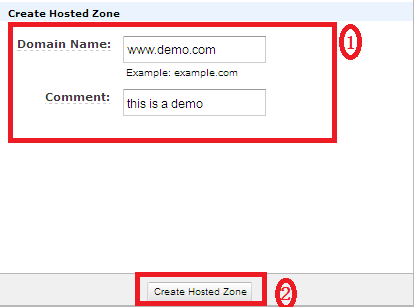 Create Hosted Zone
Domain Name: www.demo.com
Example: example.com
Comment: this is a demo
Create Hosted Zone
1
2